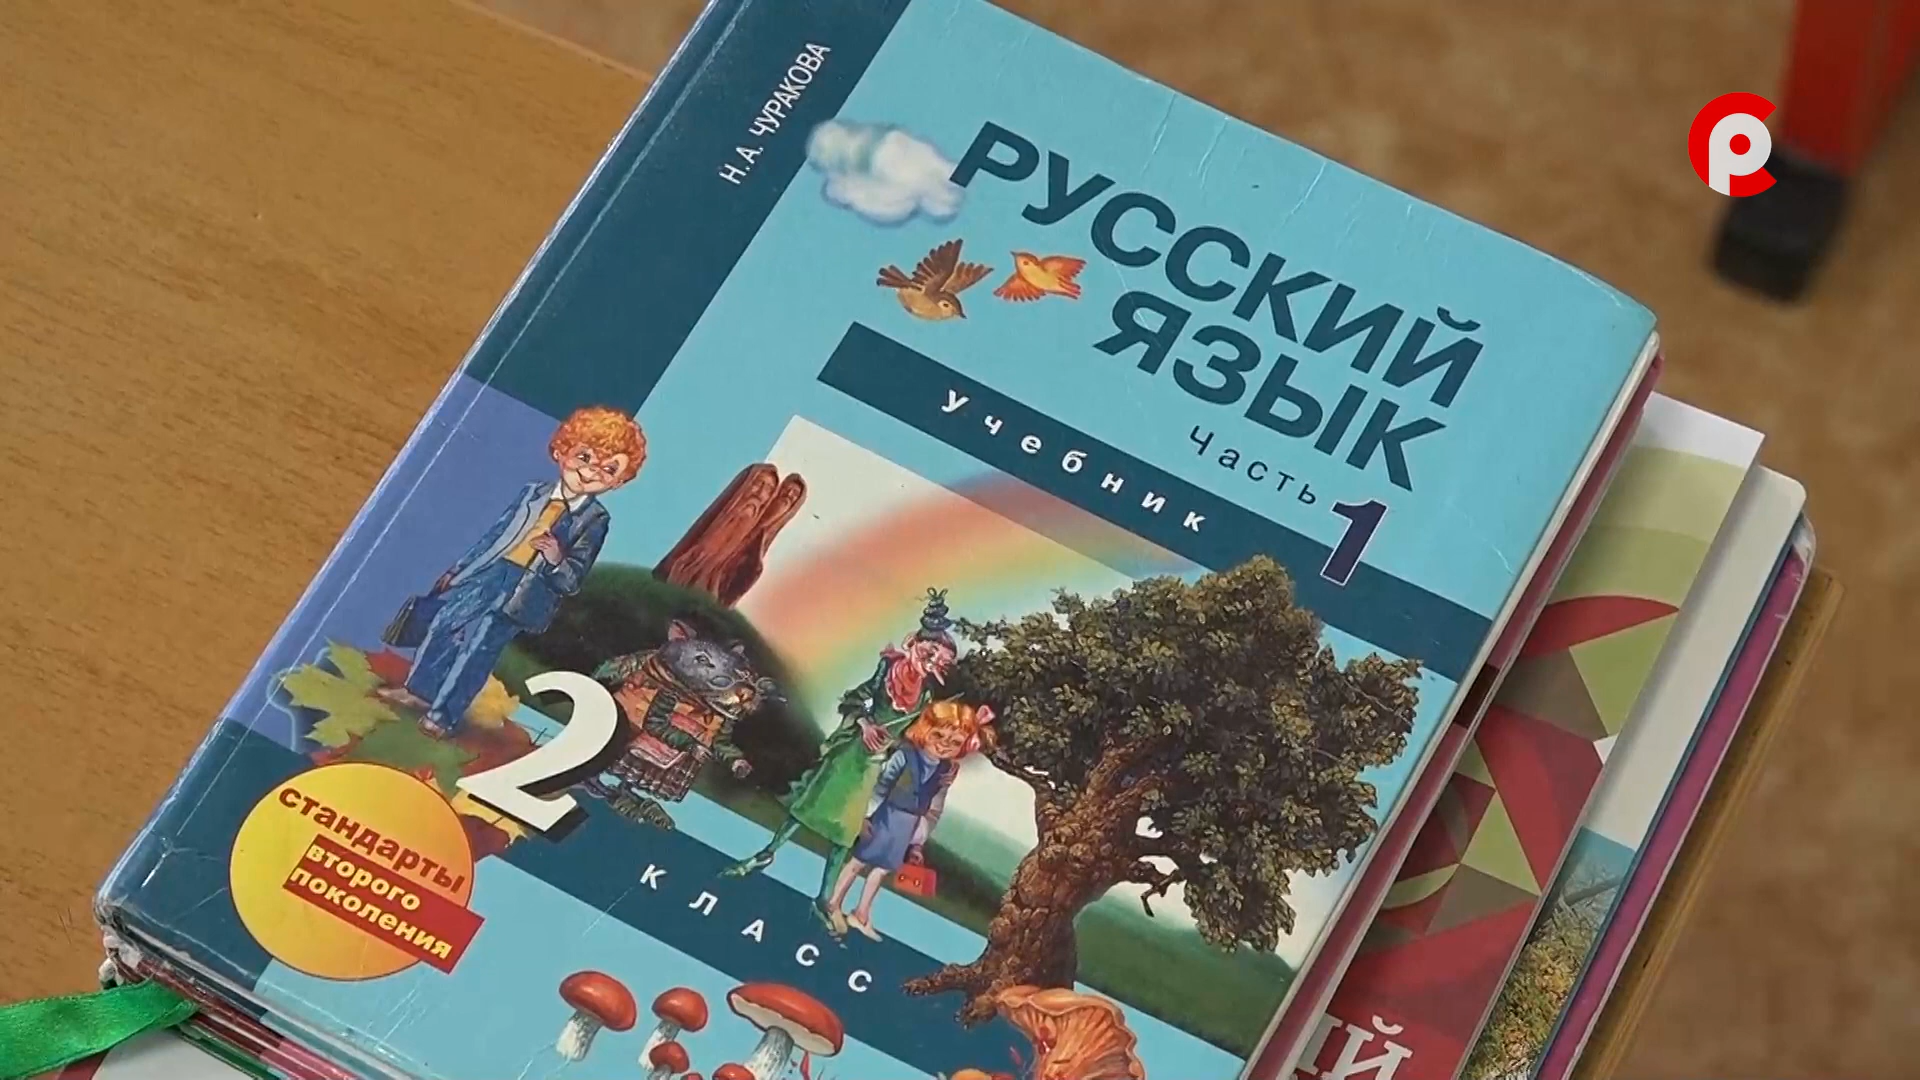 Н.А. ЧУРАКОВА
РУССКИЙ
ЯЗЫК
часть 1
учебник
2
класс
стандарты
второго
поколения